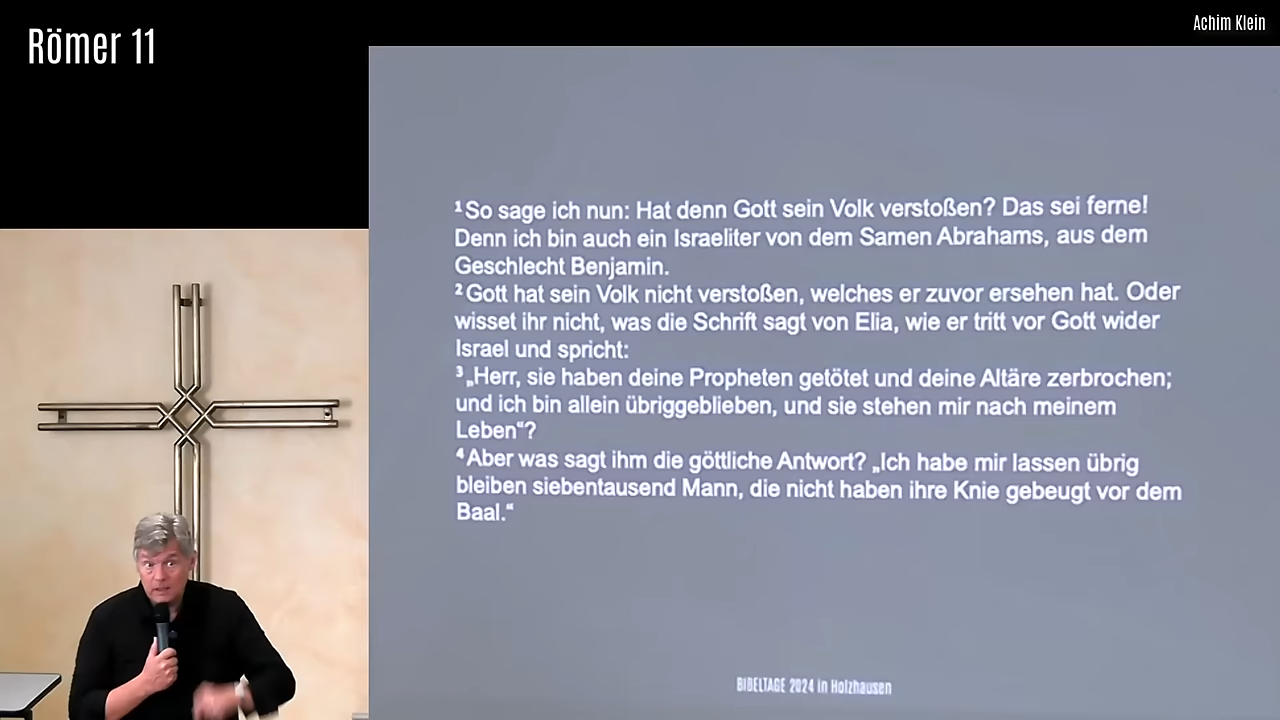 Römer 11
Achim Klein
¹So sage ich nun: Hat denn Gott sein Volk verstoßen? Das sei ferne!
Denn ich bin auch ein Israeliter von dem Samen Abrahams, aus dem
Geschlecht Benjamin.
²Gott hat sein Volk nicht verstoßen, welches er zuvor ersehen hat. Oder
wisset ihr nicht, was die Schrift sagt von Elia, wie er tritt vor Gott wider
Israel und spricht:
³„Herr, sie haben deine Propheten getötet und deine Altäre zerbrochen;
und ich bin allein übriggeblieben, und sie stehen mir nach meinem
Leben“?
⁴Aber was sagt ihm die göttliche Antwort? „Ich habe mir lassen übrig
bleiben siebentausend Mann, die nicht haben ihre Knie gebeugt vor dem
Baal.“
BIBELTAGE 2024 in Holzhausen